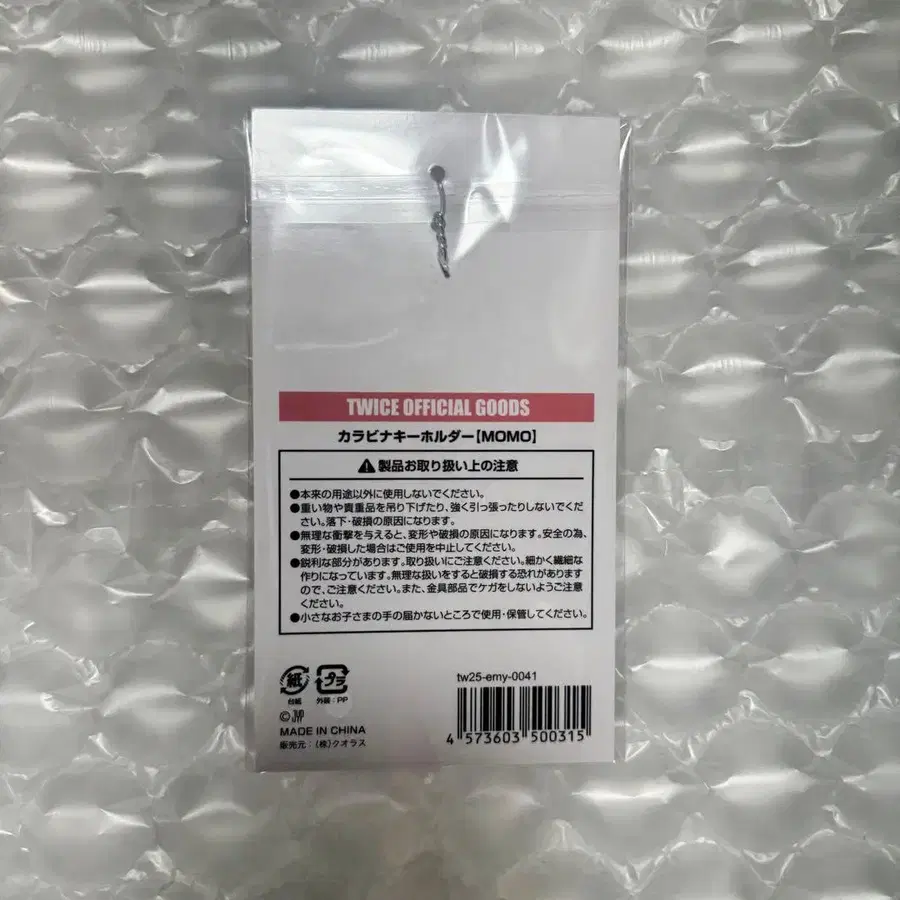 TWICE OFFICIAL GOODS
カラビナキーホルダー【MOMO】
⚠製品お取り扱い上の注意
●本来の用途以外に使用しないでください。
●重い物や貴重品を吊り下げたり、強く引っ張ったりしないでください。落下・破損の原因になります。
●無理な衝撃を与えると、変形や破損の原因になります。安全の為、
変形・破損した場合はご使用を中止してください。
●鋭利な部分があります。取り扱いにご注意ください。細かく繊細な
作りになっています。無理な扱いをすると破損する恐れがあります
ので、ご注意ください。また、金具部品でケガをしないようご注意
ください。
●小さなお子さまの手の届かないところで使用・保管してください。
紙 プラ
台紙 外装:PP
tw25-emy-0041
©JYP
MADE IN CHINA
販売元:(株)クオラス
4 573603 500315